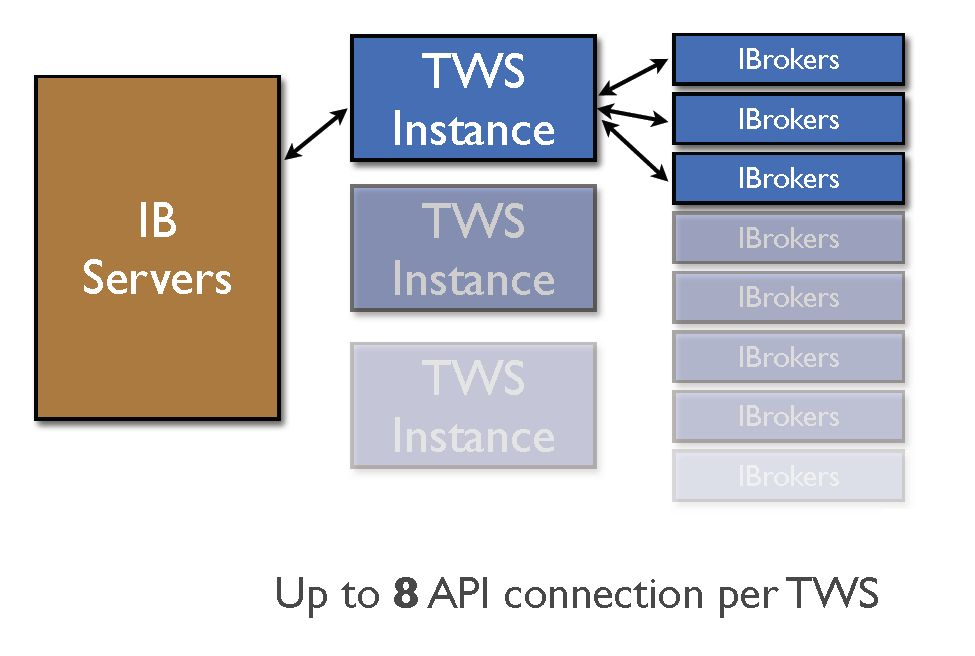 IB
Servers
TWS
Instance
TWS
Instance
TWS
Instance
IBrokers
IBrokers
IBrokers
IBrokers
IBrokers
IBrokers
IBrokers
IBrokers
Up to 8 API connection per TWS